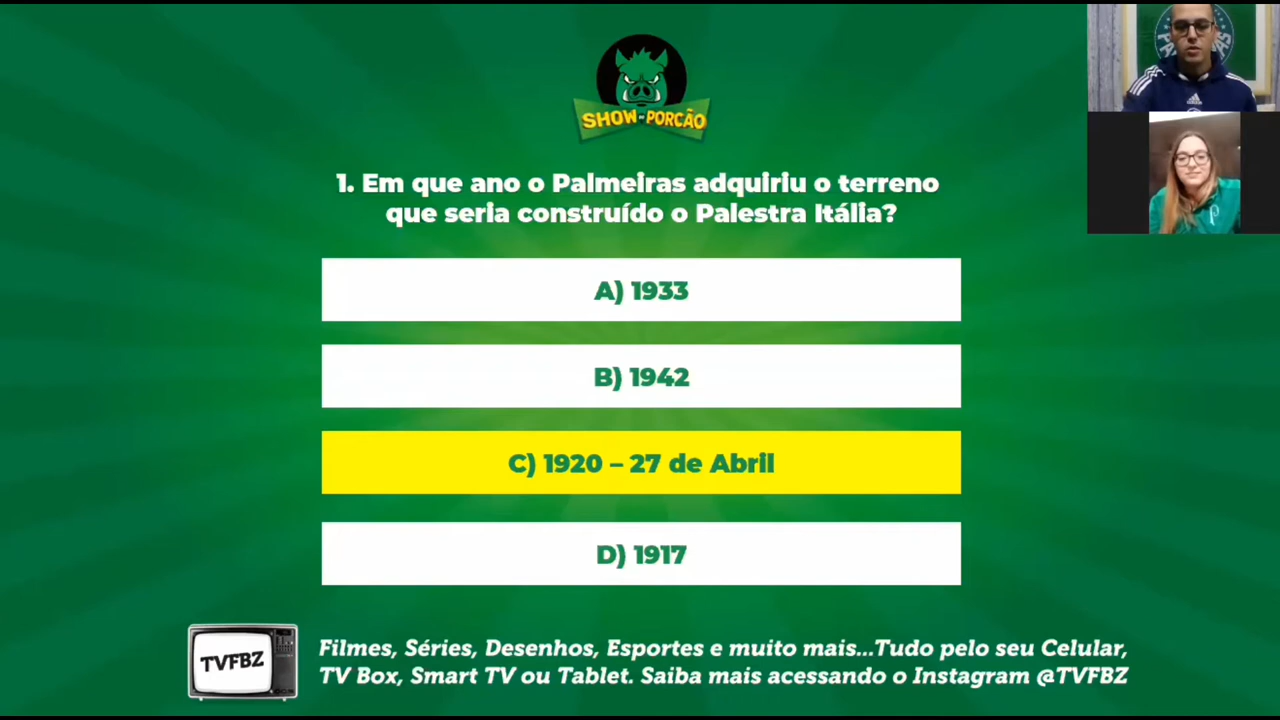 SHOW DO PORCÃO
1. Em que ano o Palmeiras adquiriu o terreno
que seria construído o Palestra Itália?
A) 1933
B) 1942
C) 1920 – 27 de Abril
D) 1917
TVFBZ
Filmes, Séries, Desenhos, Esportes e muito mais...Tudo pelo seu Celular,
TV Box, Smart TV ou Tablet. Saiba mais acessando o Instagram @TVFBZ